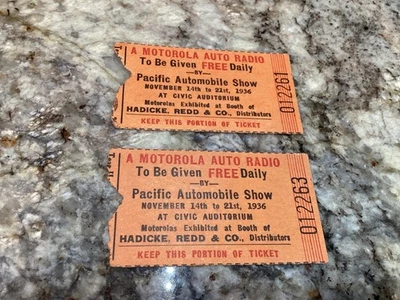 A MOTOROLA AUTO RADIO
To Be Given FREE Daily
—BY—
Pacific Automobile Show
NOVEMBER 14th to 21st, 1936
AT CIVIC AUDITORIUM
Motorolas Exhibited at Booth of
HADICKE, REDD & CO., Distributors
KEEP THIS PORTION OF TICKET
012261
A MOTOROLA AUTO RADIO
To Be Given FREE Daily
—BY—
Pacific Automobile Show
NOVEMBER 14th to 21st, 1936
AT CIVIC AUDITORIUM
Motorolas Exhibited at Booth of
HADICKE, REDD & CO., Distributors
KEEP THIS PORTION OF TICKET
012263